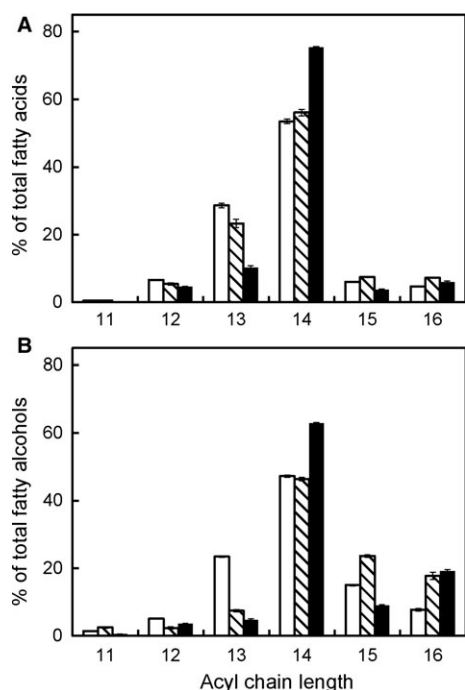 A
% of total fatty acids
80
60
40
20
0
11 12 13 14 15 16
B
% of total fatty alcohols
80
60
40
20
0
11 12 13 14 15 16
Acyl chain length